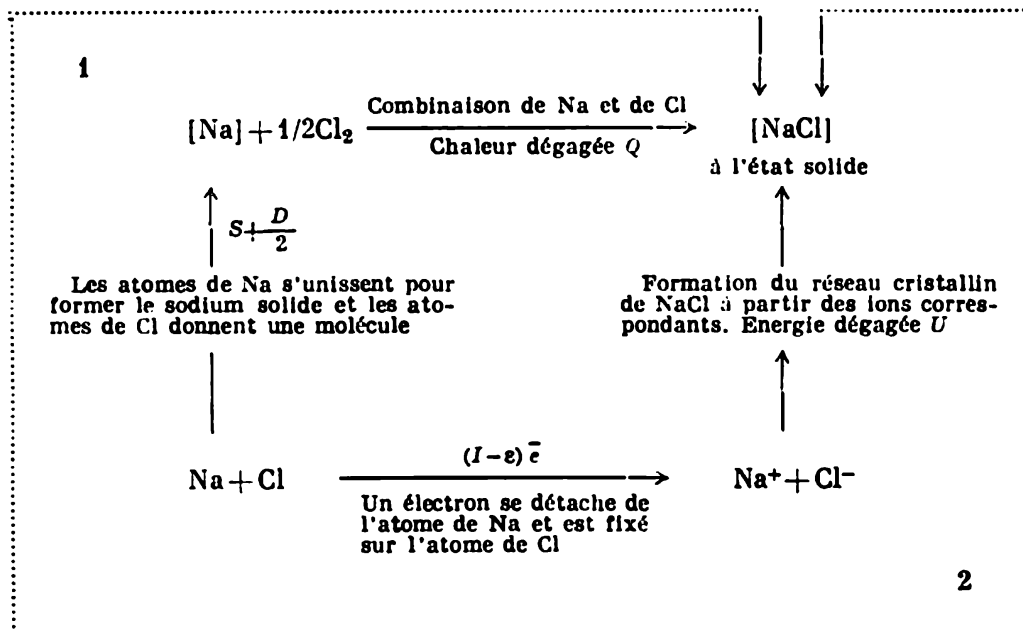 1
[Na] + 1/2Cl₂
Combinaison de Na et de Cl
Chaleur dégagée Q
[NaCl]
à l'état solide
S + D/2
Les atomes de Na s'unissent pour
former le sodium solide et les ato-
mes de Cl donnent une molécule
Formation du réseau cristallin
de NaCl à partir des ions corres-
pondants. Energie dégagée U
Na + Cl
(I − ε) e̅
Un électron se détache de
l'atome de Na et est fixé
sur l'atome de Cl
Na⁺ + Cl⁻
2